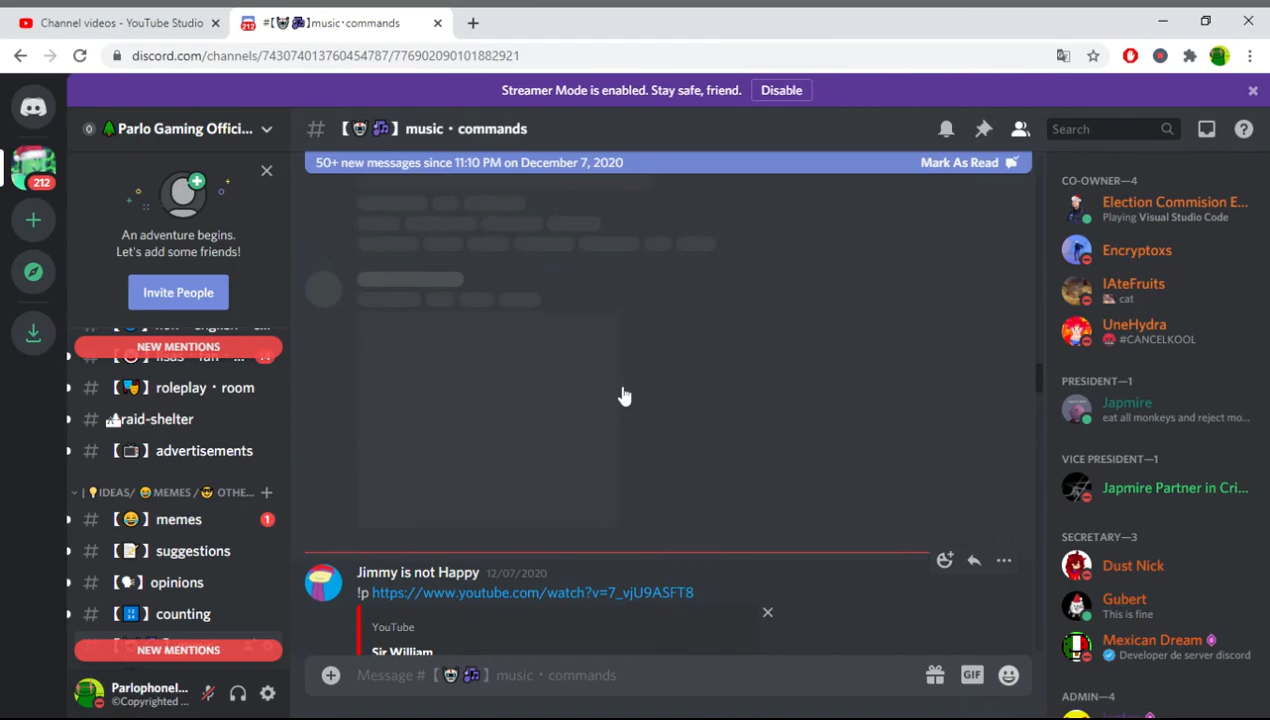 Channel videos - YouTube Studio
#【😿🎶】music・commands
discord.com/channels/743074013760454787/776902090101882921
Streamer Mode is enabled. Stay safe, friend.
Disable
🌲Parlo Gaming Offici...
#【😿🎶】music・commands
Search
50+ new messages since 11:10 PM on December 7, 2020
Mark As Read
212
An adventure begins.
Let's add some friends!
Invite People
NEW MENTIONS
#【🎭】roleplay・room
# raid-shelter
#【📺】advertisements
💡IDEAS/ 😂MEMES /😎 OTHE...
#【😂】memes
1
#【📝】suggestions
#【🗣】opinions
#【🔢】counting
NEW MENTIONS
Parlophonel...
©Copyrighted ...
Jimmy is not Happy 12/07/2020
!p https://www.youtube.com/watch?v=7_vjU9ASFT8
YouTube
Sir William
Message #【😿🎶】music・commands
GIF
CO-OWNER—4
Election Commision E...
Playing Visual Studio Code
Encryptoxs
IAteFruits
cat
UneHydra
#CANCELKOOL
PRESIDENT—1
Japmire
eat all monkeys and reject mo...
VICE PRESIDENT—1
Japmire Partner in Cri...
SECRETARY—3
Dust Nick
Gubert
This is fine
Mexican Dream
Developer de server discord
ADMIN—4